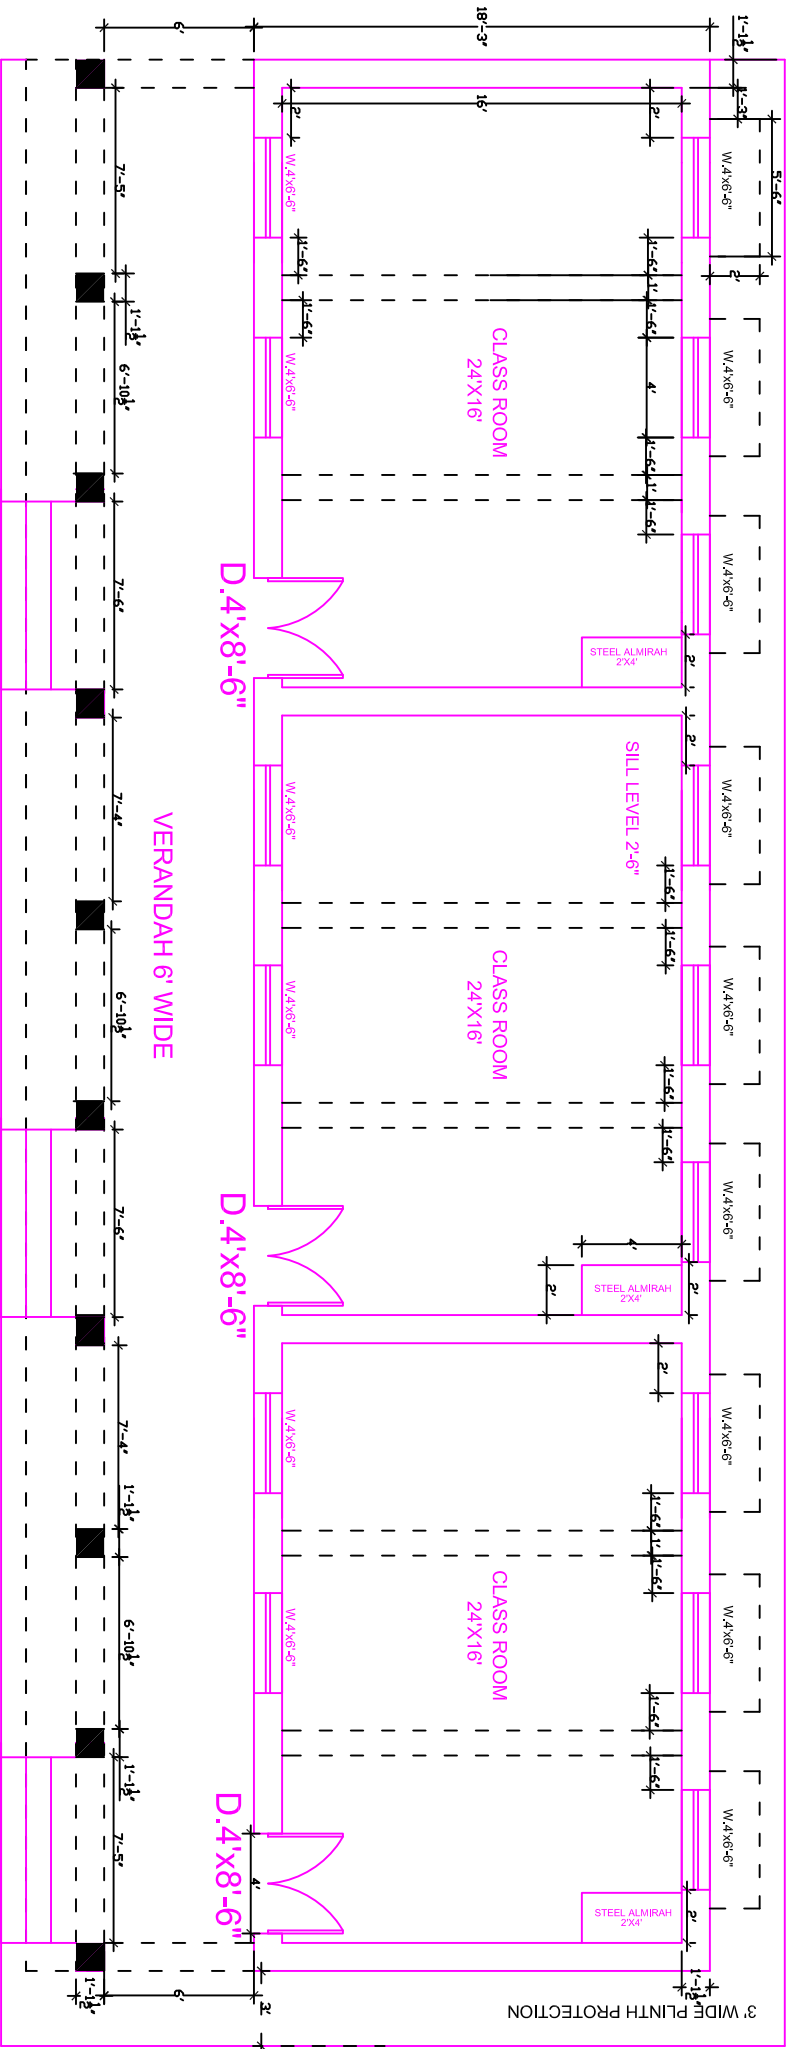 1'-1½"
1'-3"
5'-6"
2'
18'-3"
6'
16'
2'
2'
W.4'x6'-6"
W.4'x6'-6"
W.4'x6'-6"
W.4'x6'-6"
W.4'x6'-6"
W.4'x6'-6"
W.4'x6'-6"
W.4'x6'-6"
W.4'x6'-6"
1'-6"
1'
1'-6"
4'
1'-6"
1'
1'-6"
2'
2'
1'-6"
1'-6"
1'-6"
1'-6"
2'
2'
1'-6"
1'
1'-6"
1'-6"
1'-6"
2'
1'-1½"
STEEL ALMIRAH
2'X4'
SILL LEVEL 2'-6"
4'
2'
STEEL ALMIRAH
2'X4'
STEEL ALMIRAH
2'X4'
CLASS ROOM
24'X16'
CLASS ROOM
24'X16'
CLASS ROOM
24'X16'
1'-6"
1'-6"
W.4'x6'-6"
W.4'x6'-6"
W.4'x6'-6"
W.4'x6'-6"
W.4'x6'-6"
W.4'x6'-6"
D.4'x8'-6"
D.4'x8'-6"
D.4'x8'-6"
4'
VERANDAH 6' WIDE
7'-5"
1'-1½"
6'-10½"
7'-6"
7'-4"
6'-10½"
7'-6"
7'-4"
1'-1½"
6'-10½"
1'-1½"
7'-5"
1'-1½"
6'
3'
3' WIDE PLINTH PROTECTION